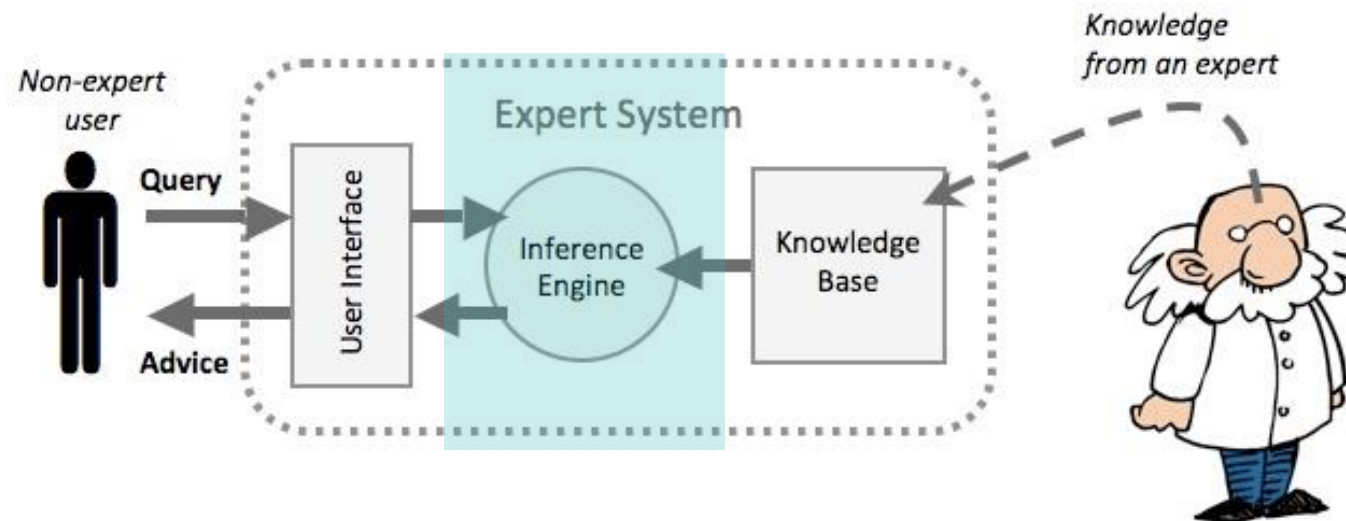 Non-expert
user
Query
Advice
Expert System
User Interface
Inference
Engine
Knowledge
Base
Knowledge
from an expert